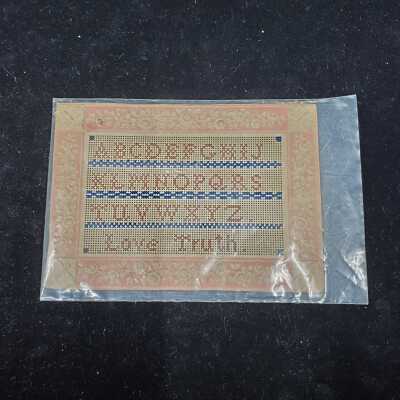 ABCDEFGHIJ
KLMNOPQRS
TUVWXYZ.
Love Truth.